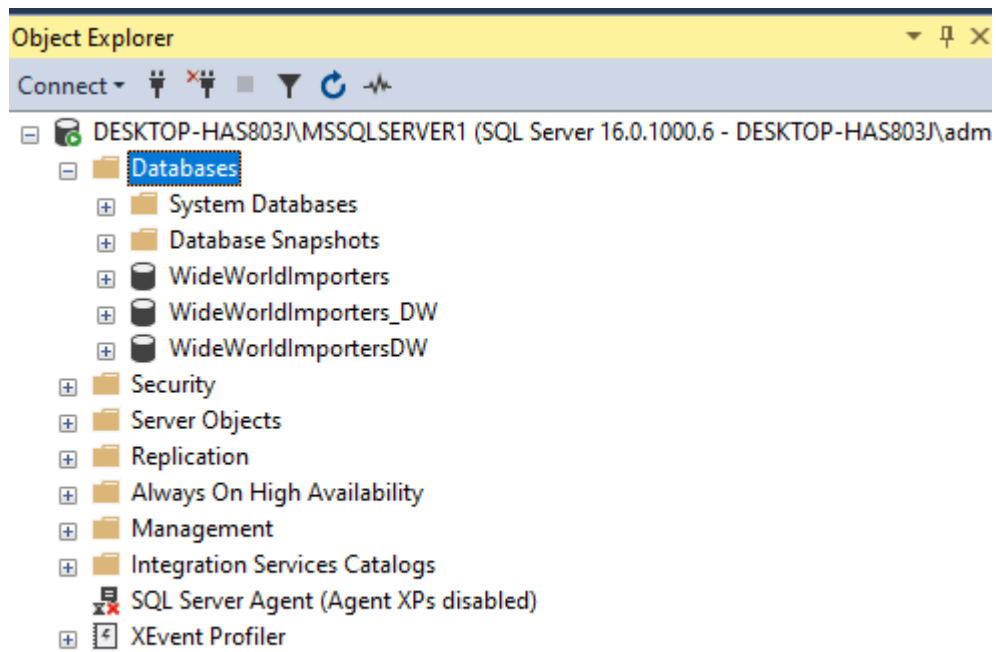 Object Explorer
Connect
DESKTOP-HAS803J\MSSQLSERVER1 (SQL Server 16.0.1000.6 - DESKTOP-HAS803J\adm
Databases
System Databases
Database Snapshots
WideWorldImporters
WideWorldImporters_DW
WideWorldImportersDW
Security
Server Objects
Replication
Always On High Availability
Management
Integration Services Catalogs
SQL Server Agent (Agent XPs disabled)
XEvent Profiler